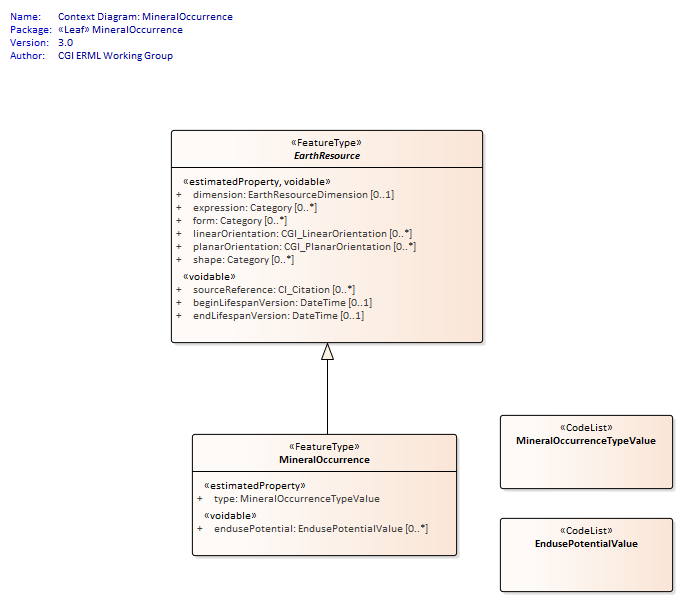 Name: Context Diagram: MineralOccurrence
Package: «Leaf» MineralOccurrence
Version: 3.0
Author: CGI ERML Working Group
«FeatureType»
EarthResource
«estimatedProperty, voidable»
+ dimension: EarthResourceDimension [0..1]
+ expression: Category [0..*]
+ form: Category [0..*]
+ linearOrientation: CGI_LinearOrientation [0..*]
+ planarOrientation: CGI_PlanarOrientation [0..*]
+ shape: Category [0..*]
«voidable»
+ sourceReference: CI_Citation [0..*]
+ beginLifespanVersion: DateTime [0..1]
+ endLifespanVersion: DateTime [0..1]
«FeatureType»
MineralOccurrence
«estimatedProperty»
+ type: MineralOccurrenceTypeValue
«voidable»
+ endusePotential: EndusePotentialValue [0..*]
«CodeList»
MineralOccurrenceTypeValue
«CodeList»
EndusePotentialValue